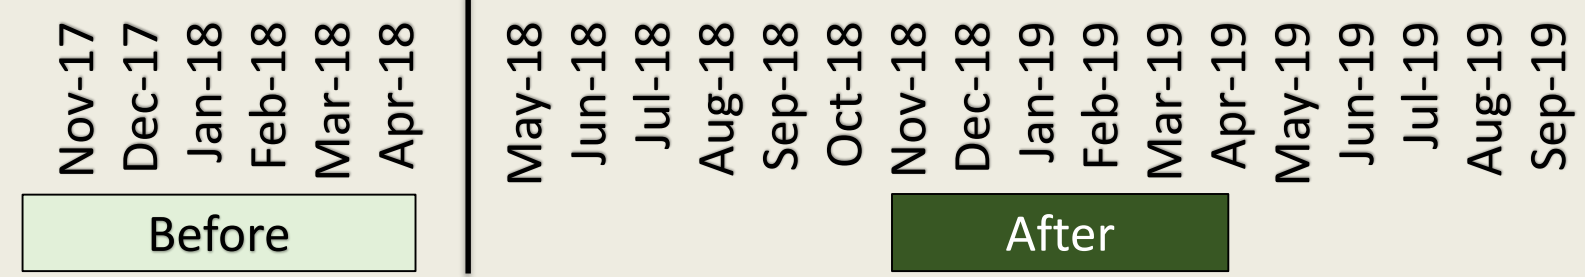 Nov-17
Dec-17
Jan-18
Feb-18
Mar-18
Apr-18
May-18
Jun-18
Jul-18
Aug-18
Sep-18
Oct-18
Nov-18
Dec-18
Jan-19
Feb-19
Mar-19
Apr-19
May-19
Jun-19
Jul-19
Aug-19
Sep-19
Before
After